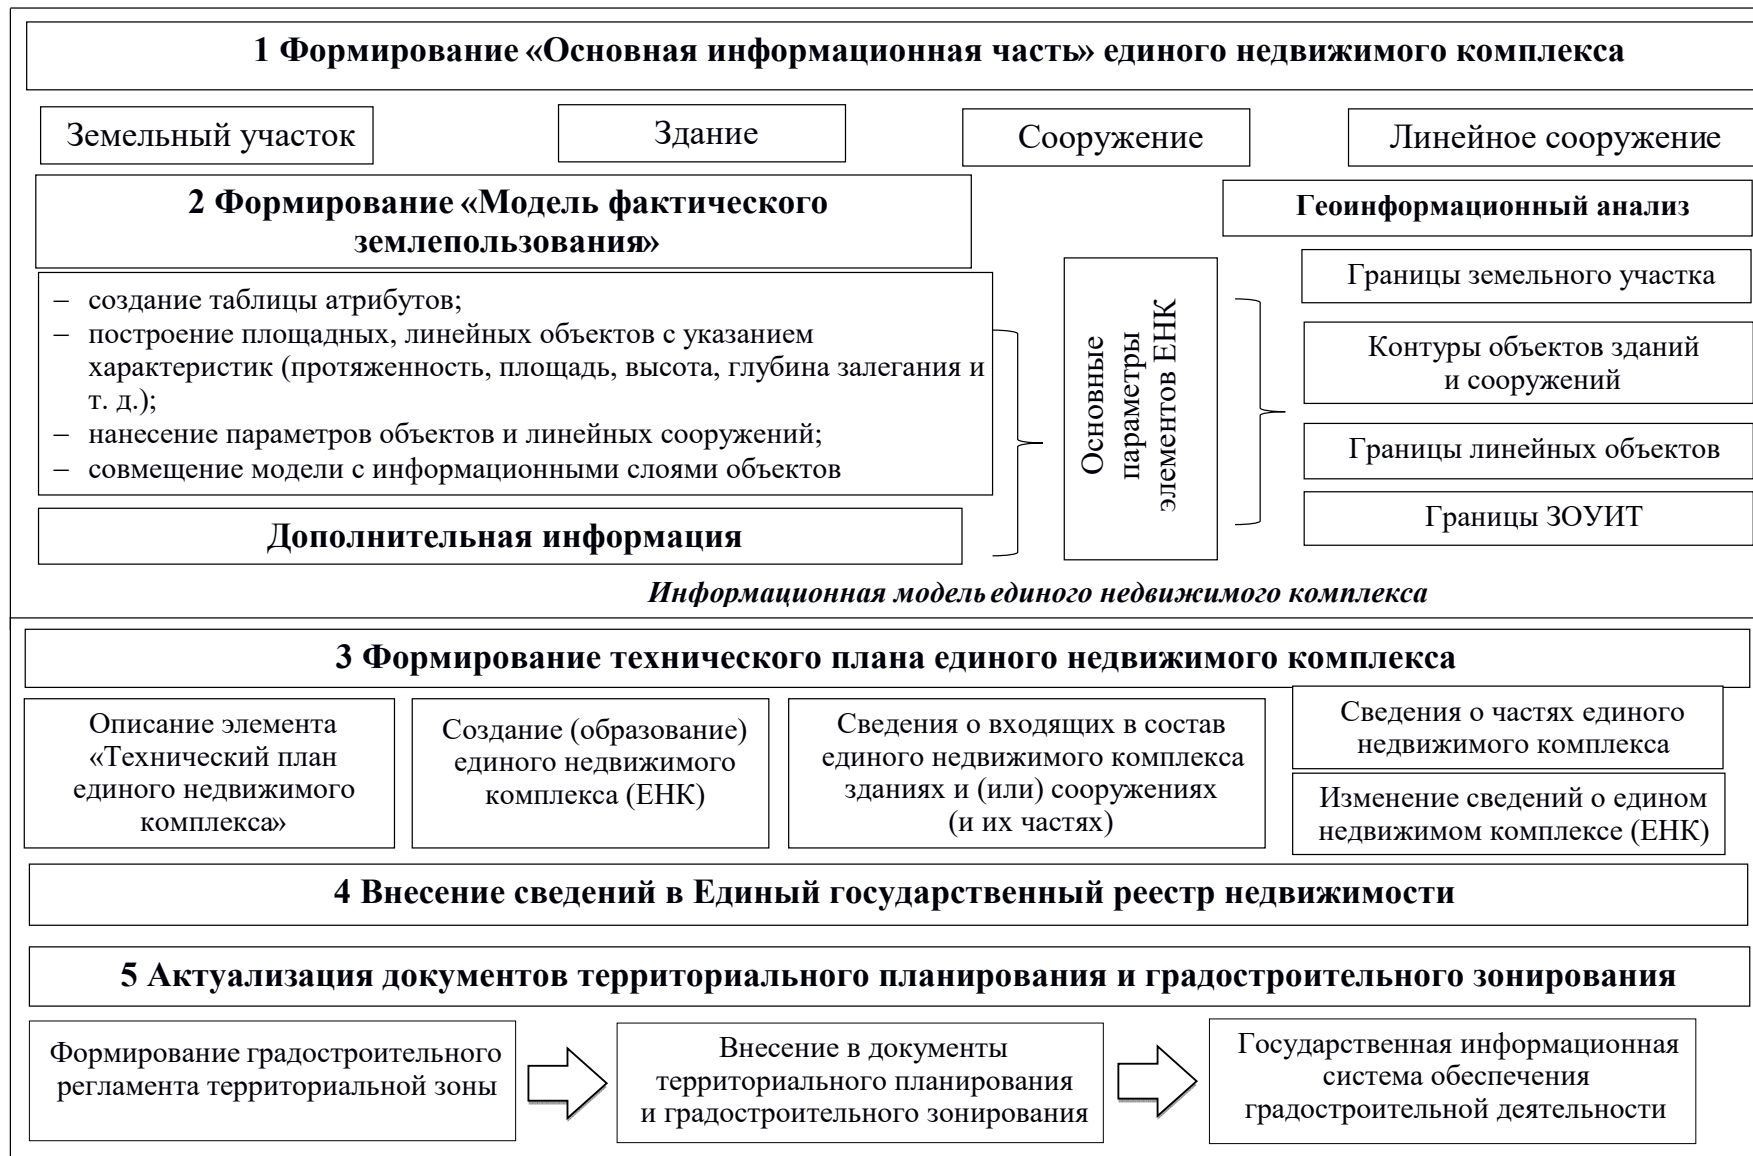 1 Формирование «Основная информационная часть» единого недвижимого комплекса
Земельный участок
Здание
Сооружение
Линейное сооружение
2 Формирование «Модель фактического
землепользования»
– создание таблицы атрибутов;
– построение площадных, линейных объектов с указанием
характеристик (протяженность, площадь, высота, глубина залегания и
т. д.);
– нанесение параметров объектов и линейных сооружений;
– совмещение модели с информационными слоями объектов
Дополнительная информация
Основные
параметры
элементов ЕНК
Геоинформационный анализ
Границы земельного участка
Контуры объектов зданий
и сооружений
Границы линейных объектов
Границы ЗОУИТ
Информационная модель единого недвижимого комплекса
3 Формирование технического плана единого недвижимого комплекса
Описание элемента
«Технический план
единого недвижимого
комплекса»
Создание (образование)
единого недвижимого
комплекса (ЕНК)
Сведения о входящих в состав
единого недвижимого комплекса
зданиях и (или) сооружениях
(и их частях)
Сведения о частях единого
недвижимого комплекса
Изменение сведений о едином
недвижимом комплексе (ЕНК)
4 Внесение сведений в Единый государственный реестр недвижимости
5 Актуализация документов территориального планирования и градостроительного зонирования
Формирование градостроительного
регламента территориальной зоны
Внесение в документы
территориального планирования
и градостроительного зонирования
Государственная информационная
система обеспечения
градостроительной деятельности